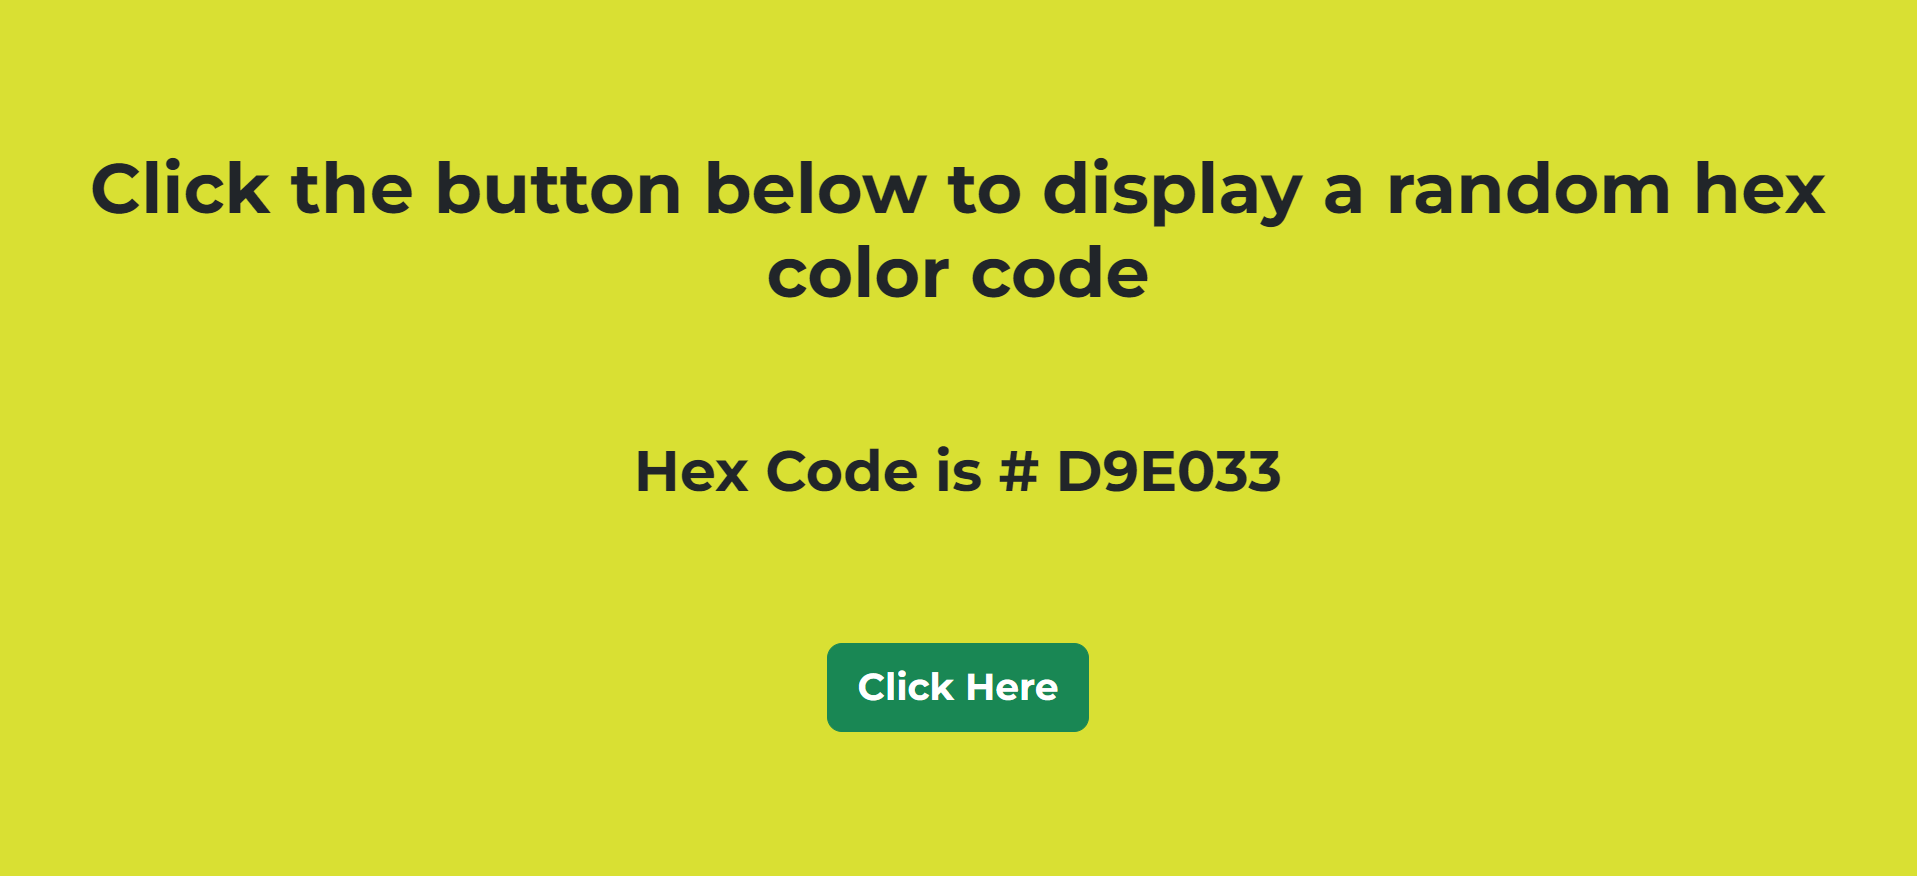 Click the button below to display a random hex
color code
Hex Code is # D9E033
Click Here